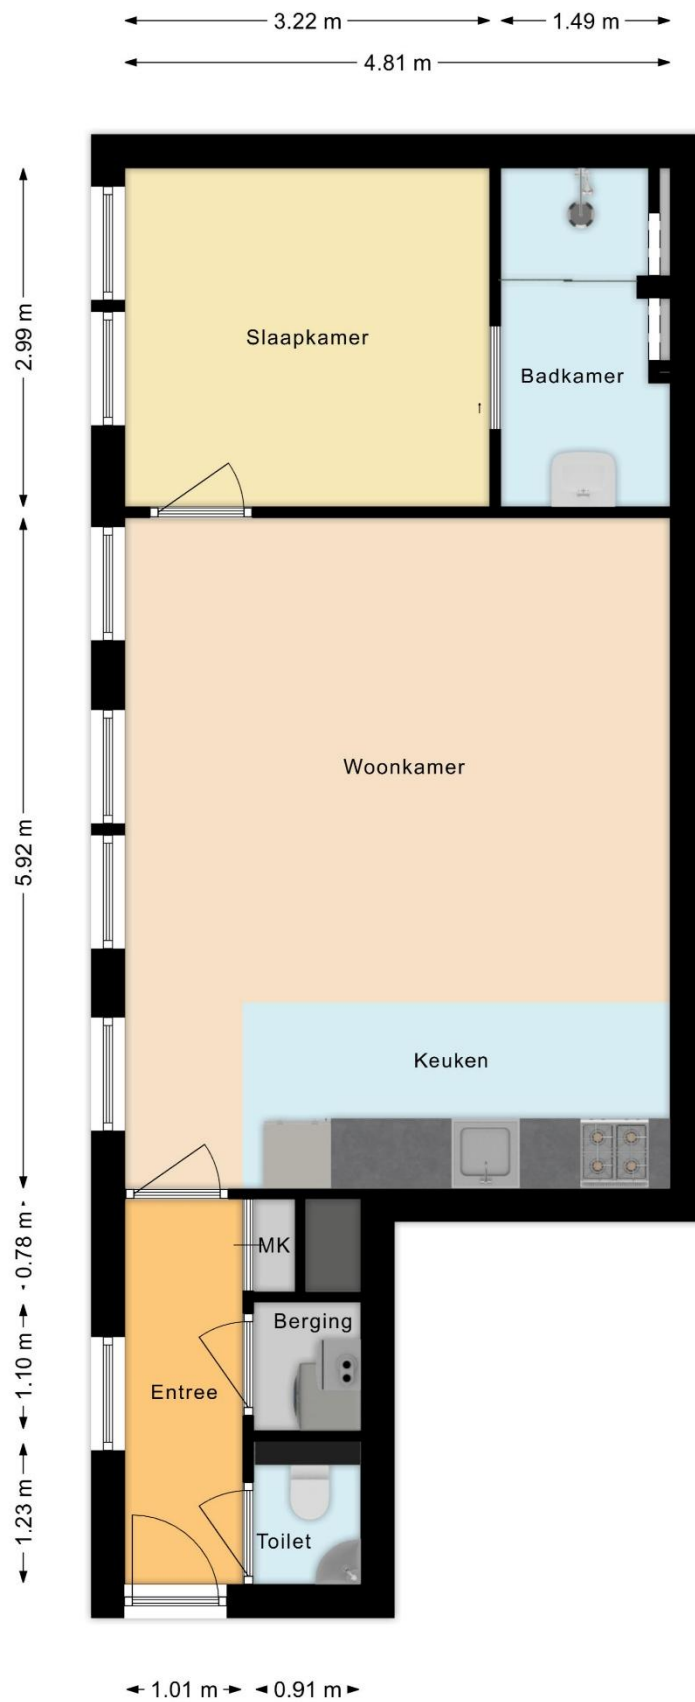 3.22 m
1.49 m
4.81 m
2.99 m
Slaapkamer
Badkamer
5.92 m
Woonkamer
Keuken
0.78 m
MK
1.10 m
Berging
Entree
1.23 m
Toilet
1.01 m
0.91 m